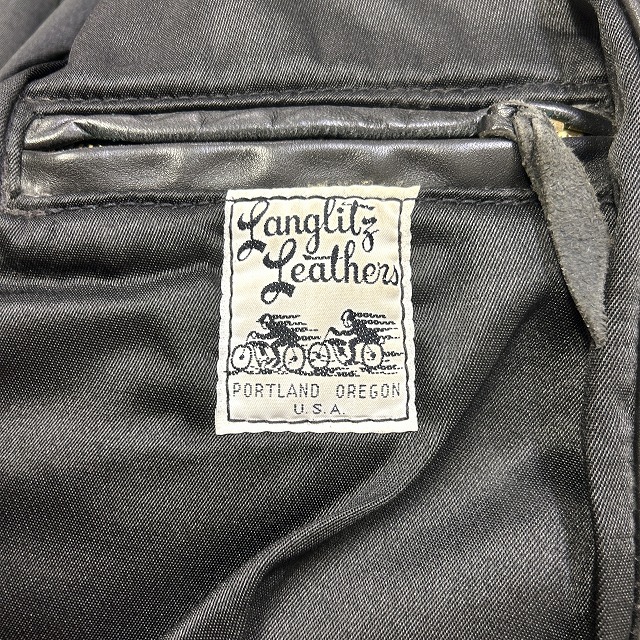 Langlitz
Leathers
PORTLAND OREGON
U.S.A.